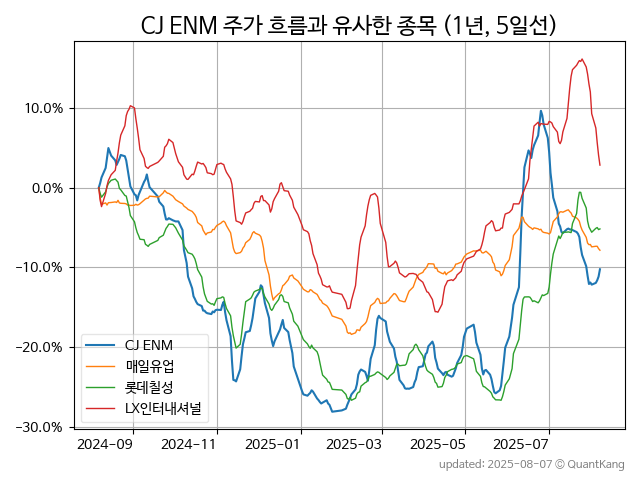 CJ ENM 주가 흐름과 유사한 종목 (1년, 5일선)
10.0%
0.0%
−10.0%
−20.0%
−30.0%
CJ ENM
매일유업
롯데칠성
LX인터내셔널
2024-09 2024-11 2025-01 2025-03 2025-05 2025-07
updated: 2025-08-07 © QuantKang